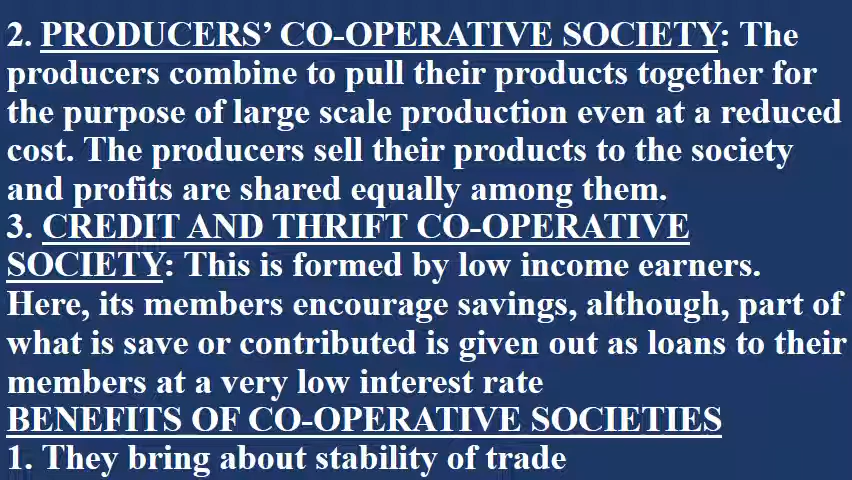 2. PRODUCERS’ CO-OPERATIVE SOCIETY: The
producers combine to pull their products together for
the purpose of large scale production even at a reduced
cost. The producers sell their products to the society
and profits are shared equally among them.
3. CREDIT AND THRIFT CO-OPERATIVE
SOCIETY: This is formed by low income earners.
Here, its members encourage savings, although, part of
what is save or contributed is given out as loans to their
members at a very low interest rate
BENEFITS OF CO-OPERATIVE SOCIETIES
1. They bring about stability of trade